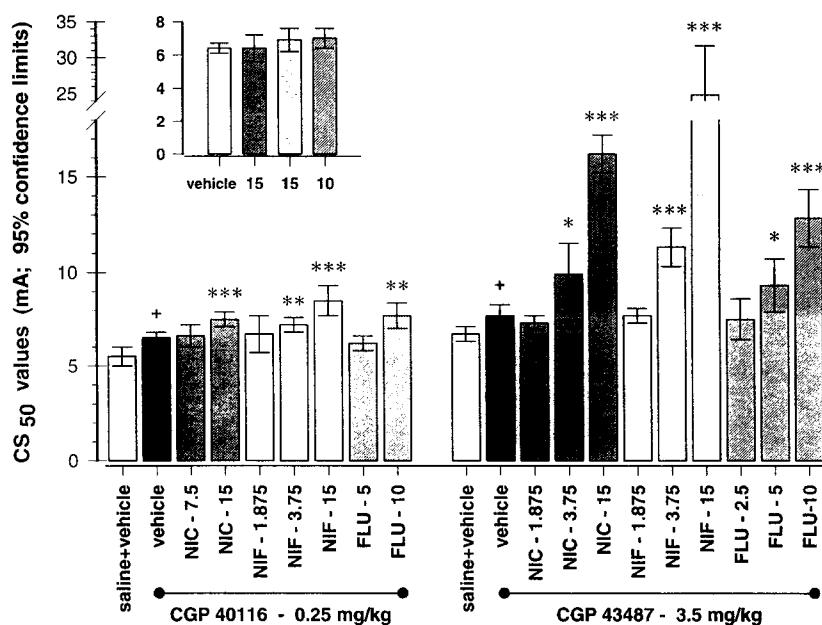 CS 50 values (mA; 95% confidence limits)
35
30
25
15
10
5
0
8
6
4
2
0
vehicle 15 15 10
+ *** ** *** **
+ * *** *** *** * ***
saline+vehicle
vehicle
NIC - 7.5
NIC - 15
NIF - 1.875
NIF - 3.75
NIF - 15
FLU - 5
FLU - 10
saline+vehicle
vehicle
NIC - 1.875
NIC - 3.75
NIC - 15
NIF - 1.875
NIF - 3.75
NIF - 15
FLU - 2.5
FLU - 5
FLU-10
CGP 40116 - 0.25 mg/kg
CGP 43487 - 3.5 mg/kg